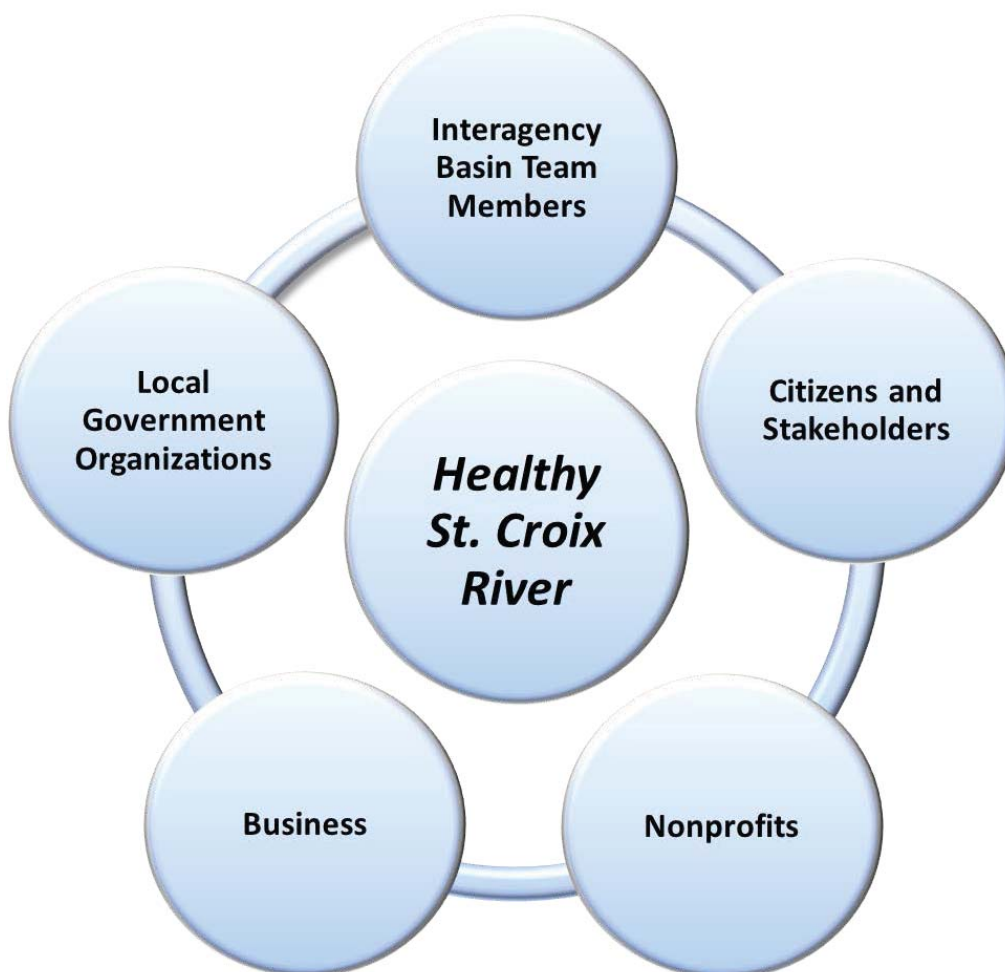 Interagency
Basin Team
Members
Local
Government
Organizations
Citizens and
Stakeholders
Healthy
St. Croix
River
Business
Nonprofits